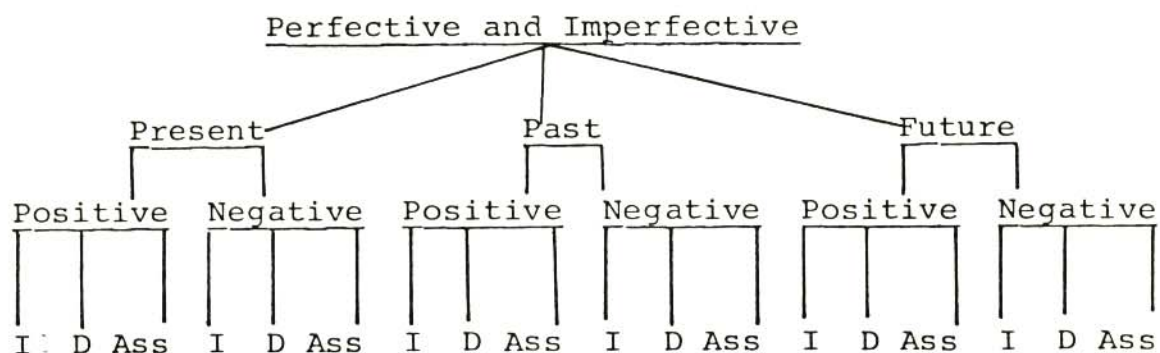 Perfective and Imperfective
Present Past Future
Positive Negative Positive Negative Positive Negative
I D Ass I D Ass I D Ass I D Ass I D Ass I D Ass